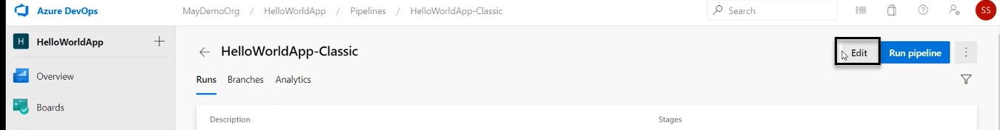 Azure DevOps MayDemoOrg / HelloWorldApp / Pipelines / HelloWorldApp-Classic Search SS
H HelloWorldApp +
HelloWorldApp-Classic Edit Run pipeline
Overview
Runs Branches Analytics
Boards
Description Stages